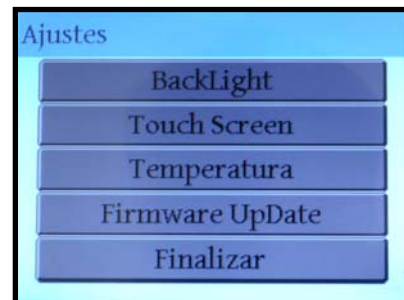 Ajustes
BackLight
Touch Screen
Temperatura
Firmware UpDate
Finalizar